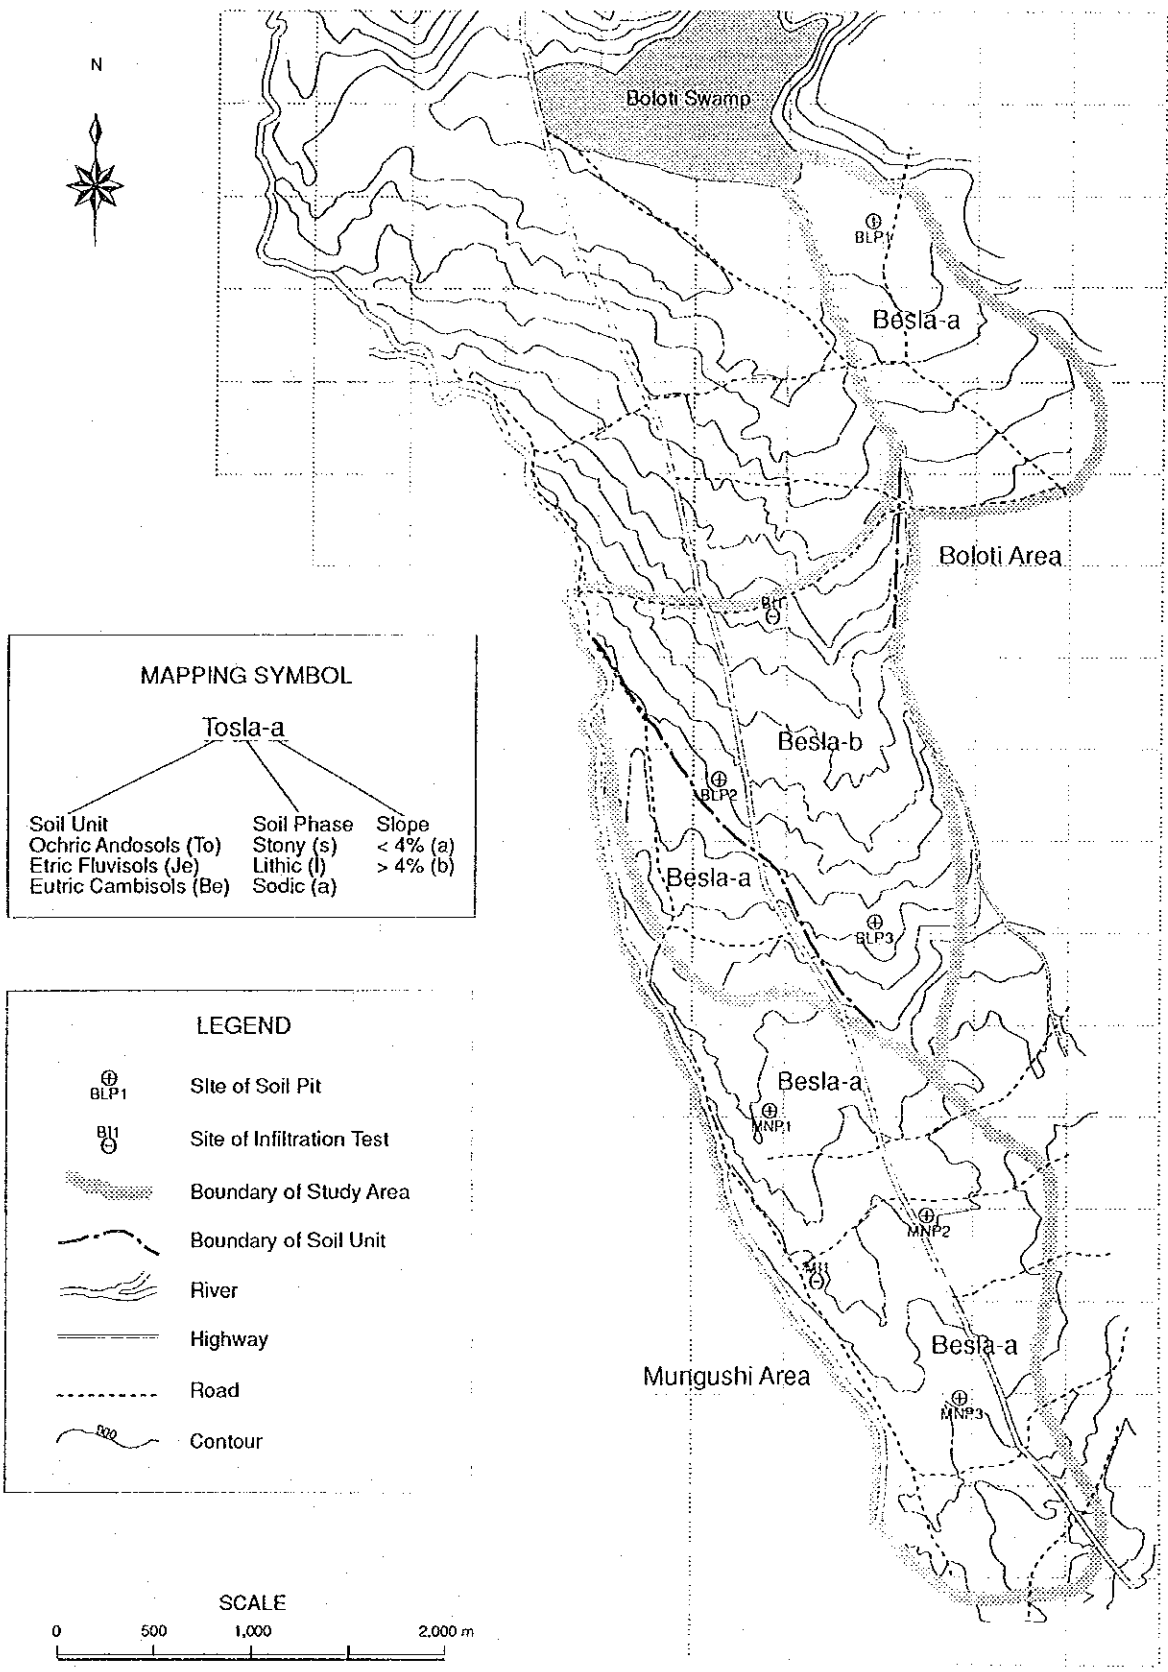 N
Boloti Swamp
BLP1
Besla-a
Boloti Area
BI1
MAPPING SYMBOL
Tosla-a
Soil Unit Soil Phase Slope
Ochric Andosols (To) Stony (s) < 4% (a)
Etric Fluvisols (Je) Lithic (l) > 4% (b)
Eutric Cambisols (Be) Sodic (a)
Besla-b
BLP2
Besla-a
BLP3
LEGEND
BLP1 Site of Soil Pit
BI1 Site of Infiltration Test
Boundary of Study Area
Boundary of Soil Unit
River
Highway
Road
Contour
Besla-a
MNP1
MNP2
MI1
Besla-a
Mungushi Area
MNP3
SCALE
0 500 1,000 2,000 m